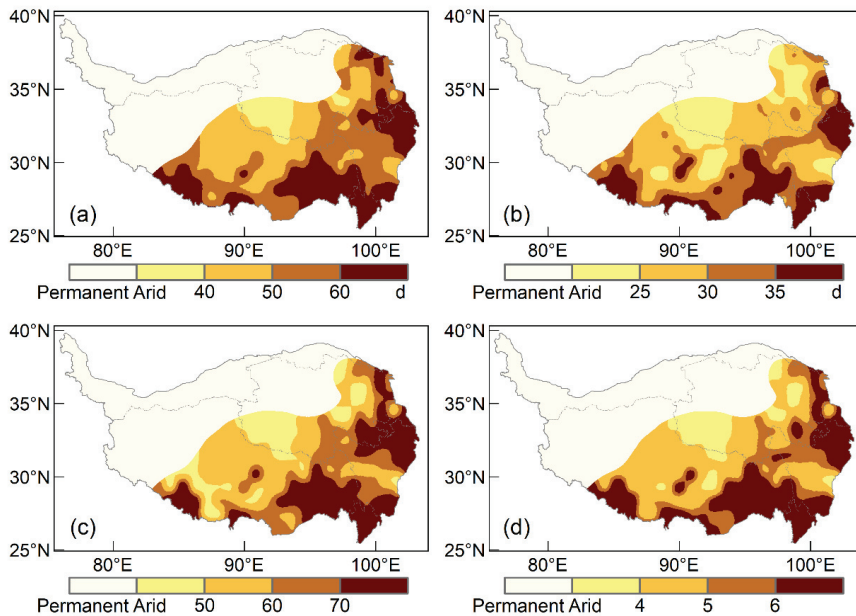 40°N
35°N
30°N
25°N
(a)
80°E 90°E 100°E
Permanent Arid 40 50 60 d
40°N
35°N
30°N
25°N
(b)
80°E 90°E 100°E
Permanent Arid 25 30 35 d
40°N
35°N
30°N
25°N
(c)
80°E 90°E 100°E
Permanent Arid 50 60 70
40°N
35°N
30°N
25°N
(d)
80°E 90°E 100°E
Permanent Arid 4 5 6